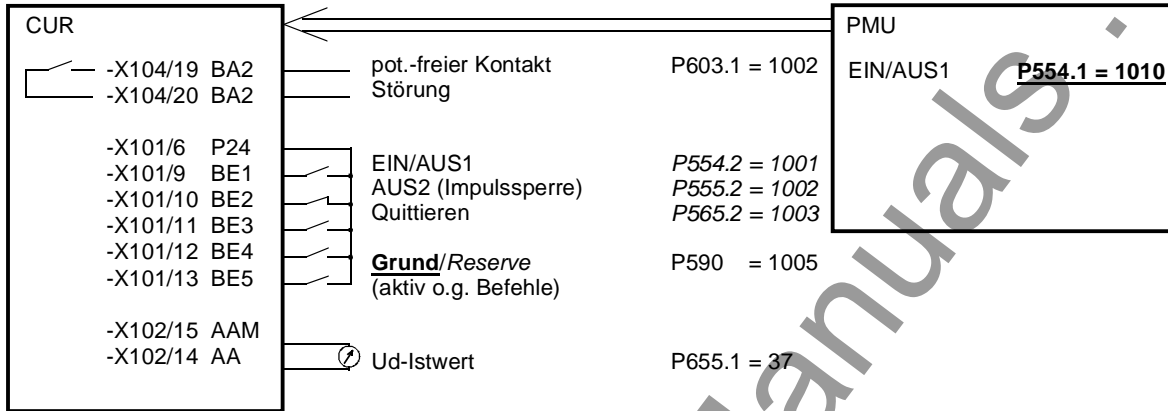 CUR
PMU
-X104/19 BA2 pot.-freier Kontakt P603.1 = 1002
-X104/20 BA2 Störung
EIN/AUS1 P554.1 = 1010
-X101/6 P24
-X101/9 BE1 EIN/AUS1 P554.2 = 1001
-X101/10 BE2 AUS2 (Impulssperre) P555.2 = 1002
-X101/11 BE3 Quittieren P565.2 = 1003
-X101/12 BE4 Grund/Reserve P590 = 1005
-X101/13 BE5 (aktiv o.g. Befehle)
-X102/15 AAM
-X102/14 AA Ud-Istwert P655.1 = 37
anuals .